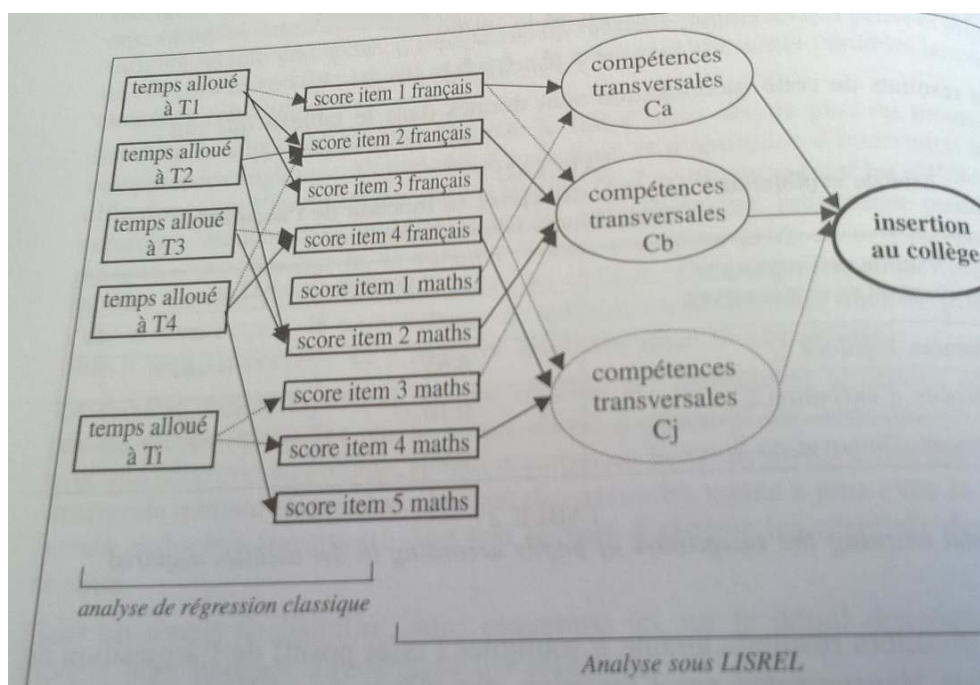 temps alloué
à T1
temps alloué
à T2
temps alloué
à T3
temps alloué
à T4
temps alloué
à Ti
score item 1 français
score item 2 français
score item 3 français
score item 4 français
score item 1 maths
score item 2 maths
score item 3 maths
score item 4 maths
score item 5 maths
compétences
transversales
Ca
compétences
transversales
Cb
compétences
transversales
Cj
insertion
au collège
analyse de régression classique
Analyse sous LISREL